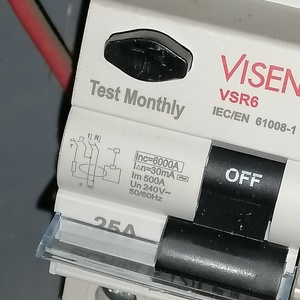 VISEN
VSR6
IEC/EN 61008-1
Test Monthly
Inc=6000A
IΔn=30mA
Im 500A
Un 240V~
50/60Hz
OFF
25A